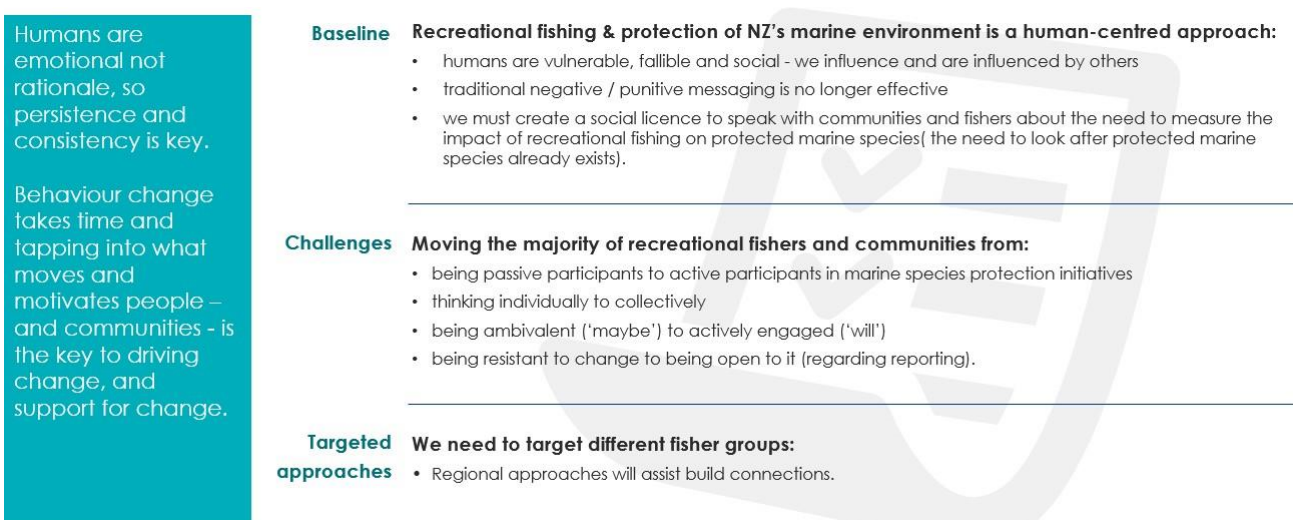 Humans are
emotional not
rationale, so
persistence and
consistency is key.
Behaviour change
takes time and
tapping into what
moves and
motivates people –
and communities - is
the key to driving
change, and
support for change.
Baseline Recreational fishing & protection of NZ's marine environment is a human-centred approach:
• humans are vulnerable, fallible and social - we influence and are influenced by others
• traditional negative / punitive messaging is no longer effective
• we must create a social licence to speak with communities and fishers about the need to measure the
impact of recreational fishing on protected marine species( the need to look after protected marine
species already exists).
Challenges Moving the majority of recreational fishers and communities from:
• being passive participants to active participants in marine species protection initiatives
• thinking individually to collectively
• being ambivalent ('maybe') to actively engaged ('will')
• being resistant to change to being open to it (regarding reporting).
Targeted We need to target different fisher groups:
approaches • Regional approaches will assist build connections.